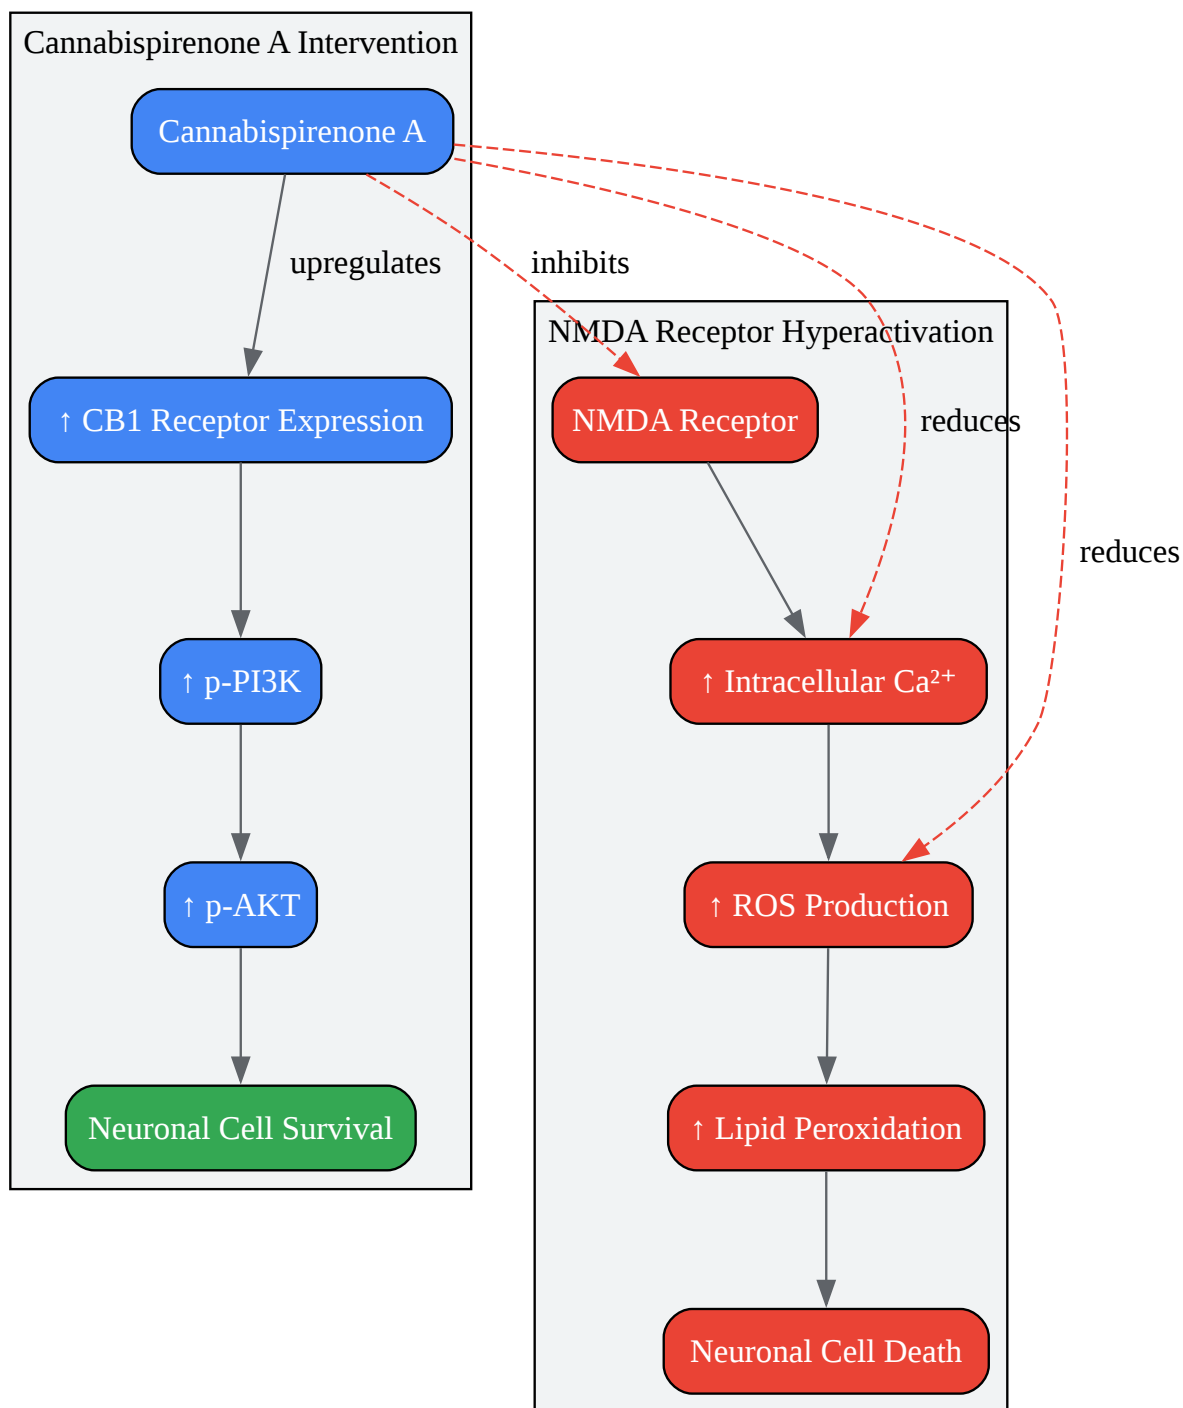 Cannabispirenone A Intervention
Cannabispirenone A
upregulates
inhibits
NMDA Receptor Hyperactivation
↑ CB1 Receptor Expression
NMDA Receptor
reduces
reduces
↑ p-PI3K
↑ Intracellular Ca²⁺
↑ p-AKT
↑ ROS Production
Neuronal Cell Survival
↑ Lipid Peroxidation
Neuronal Cell Death